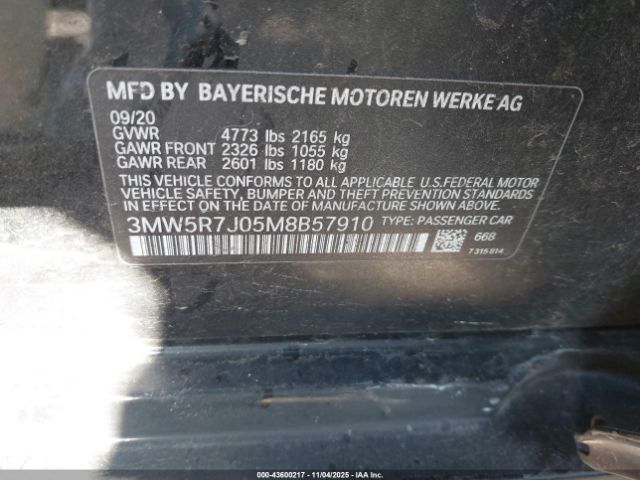 MFD BY BAYERISCHE MOTOREN WERKE AG
09/20
GVWR 4773 lbs 2165 kg
GAWR FRONT 2326 lbs 1055 kg
GAWR REAR 2601 lbs 1180 kg
THIS VEHICLE CONFORMS TO ALL APPLICABLE U.S.FEDERAL MOTOR
VEHICLE SAFETY, BUMPER, AND THEFT PREVENTION STANDARDS
IN EFFECT ON THE DATE OF MANUFACTURE SHOWN ABOVE.
3MW5R7J05M8B57910 TYPE: PASSENGER CAR
668
7 315 814
000-43600217 - 11/04/2025 - IAAI.COM